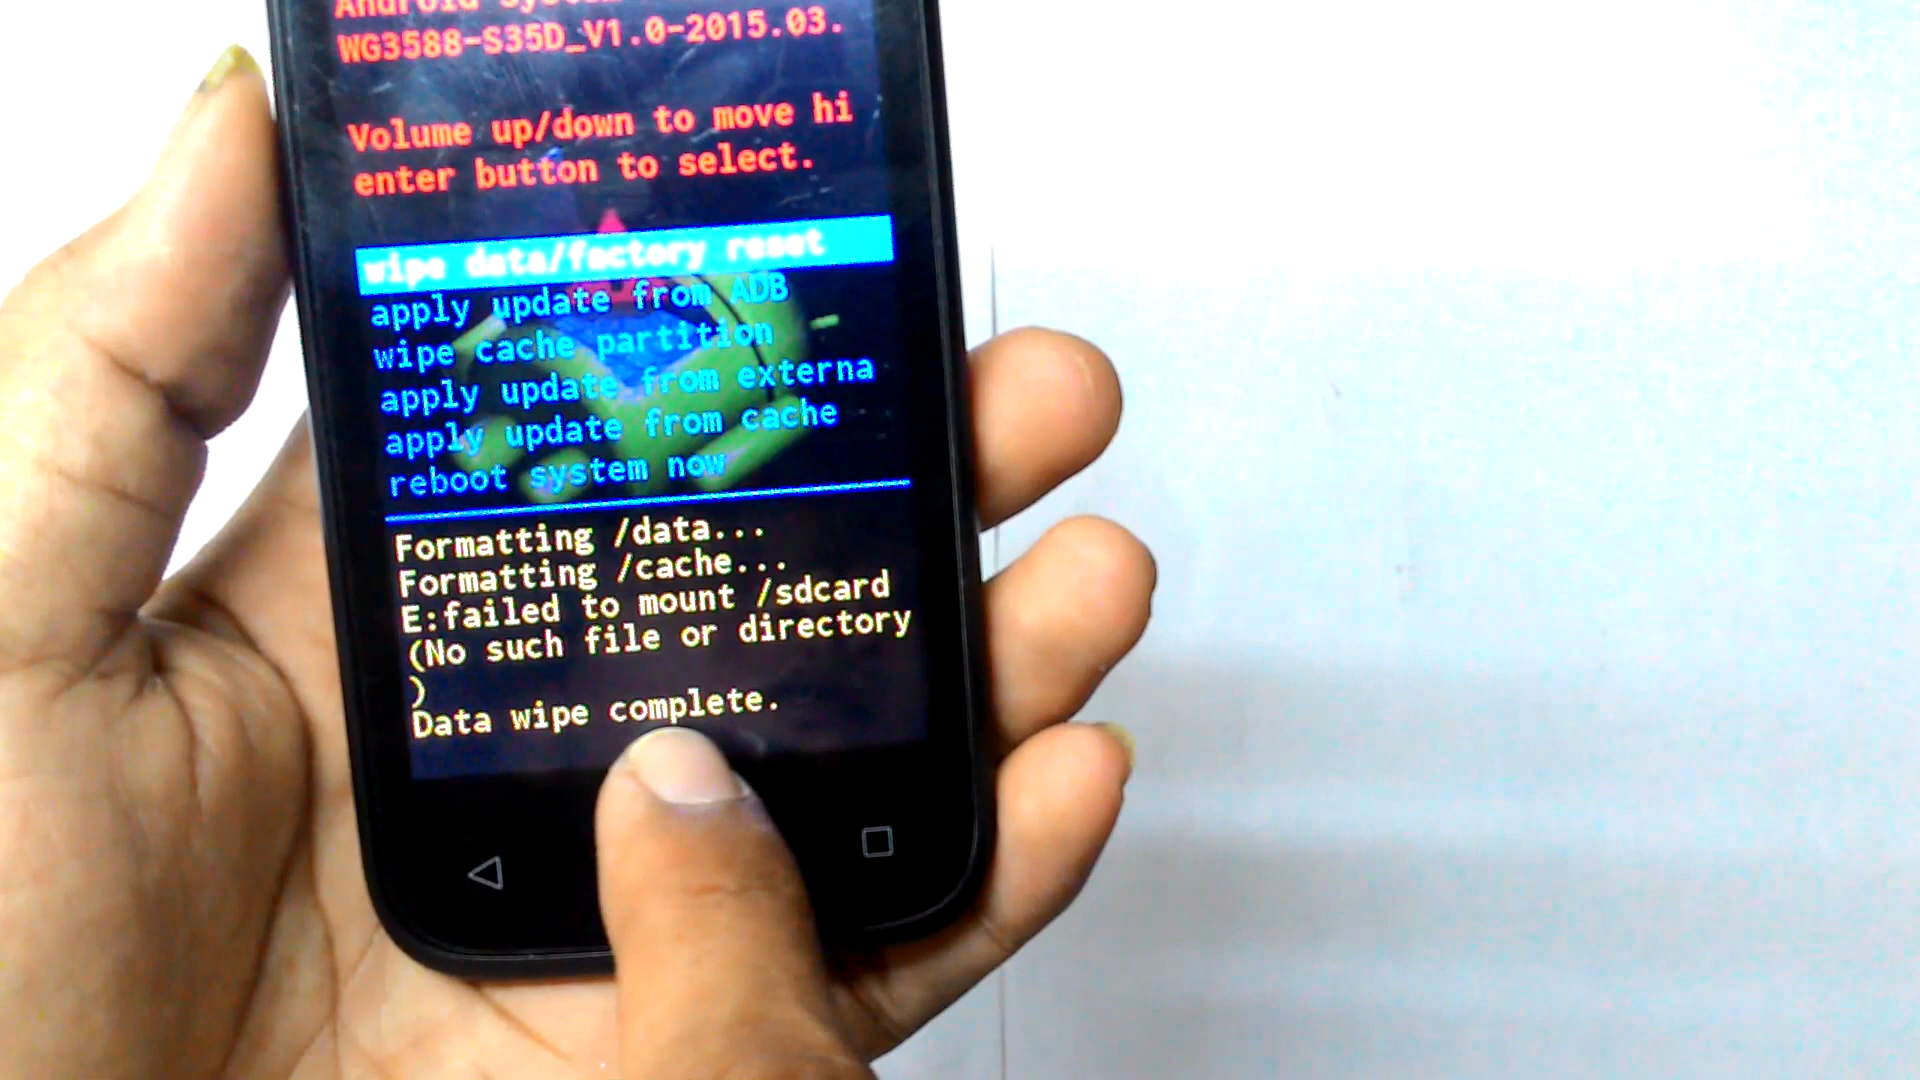 Android system
WG3588-S35D_V1.0-2015.03.
Volume up/down to move hi
enter button to select.
wipe data/factory reset
apply update from ADB
wipe cache partition
apply update from externa
apply update from cache
reboot system now
Formatting /data...
Formatting /cache...
E:failed to mount /sdcard
(No such file or directory
)
Data wipe complete.